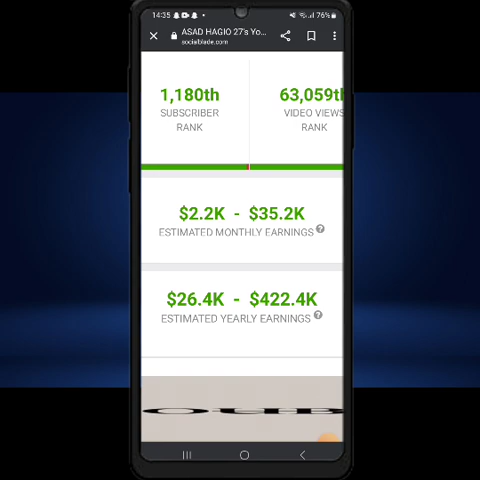 14:35
76%
ASAD HAGIO 27's Yo...
socialblade.com
1,180th
SUBSCRIBER
RANK
63,059th
VIDEO VIEWS
RANK
$2.2K - $35.2K
ESTIMATED MONTHLY EARNINGS ?
$26.4K - $422.4K
ESTIMATED YEARLY EARNINGS ?